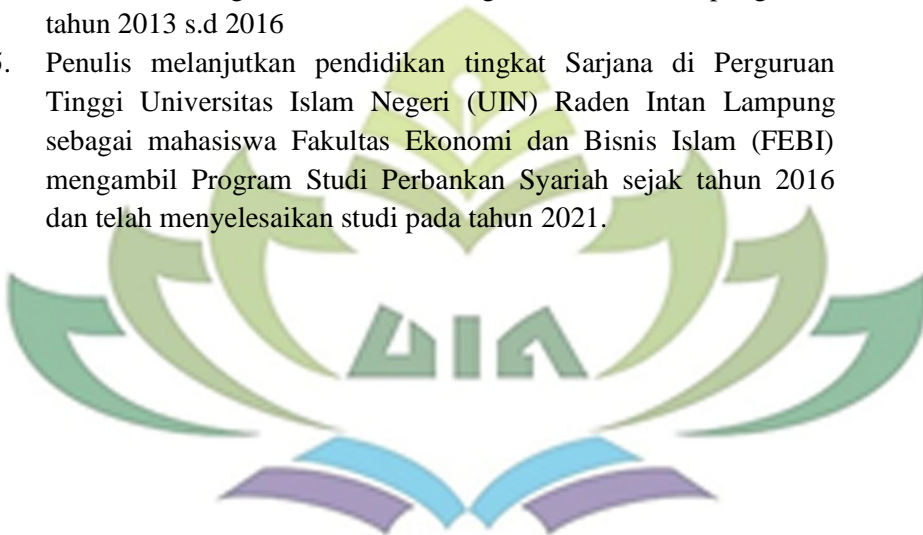 tahun 2013 s.d 2016
5. Penulis melanjutkan pendidikan tingkat Sarjana di Perguruan
Tinggi Universitas Islam Negeri (UIN) Raden Intan Lampung
sebagai mahasiswa Fakultas Ekonomi dan Bisnis Islam (FEBI)
mengambil Program Studi Perbankan Syariah sejak tahun 2016
dan telah menyelesaikan studi pada tahun 2021.
UIN